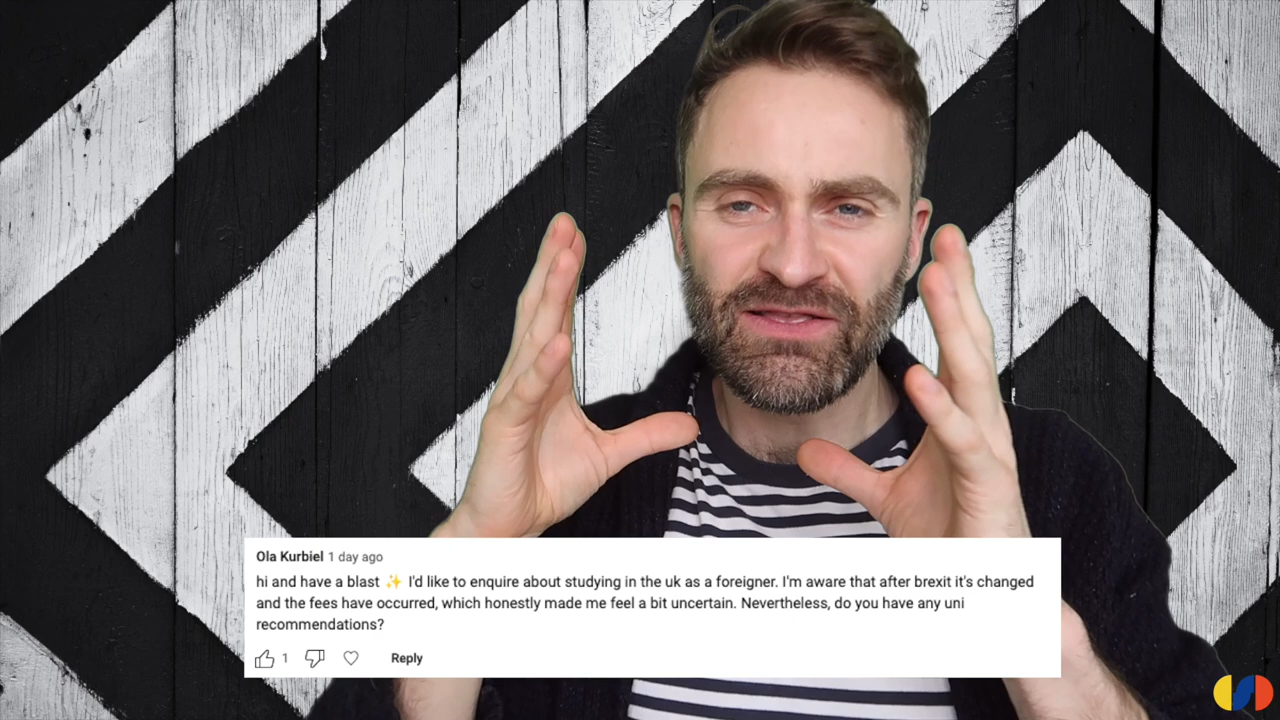 Ola Kurbiel 1 day ago
hi and have a blast ✨ I'd like to enquire about studying in the uk as a foreigner. I'm aware that after brexit it's changed
and the fees have occurred, which honestly made me feel a bit uncertain. Nevertheless, do you have any uni
recommendations?
1 Reply